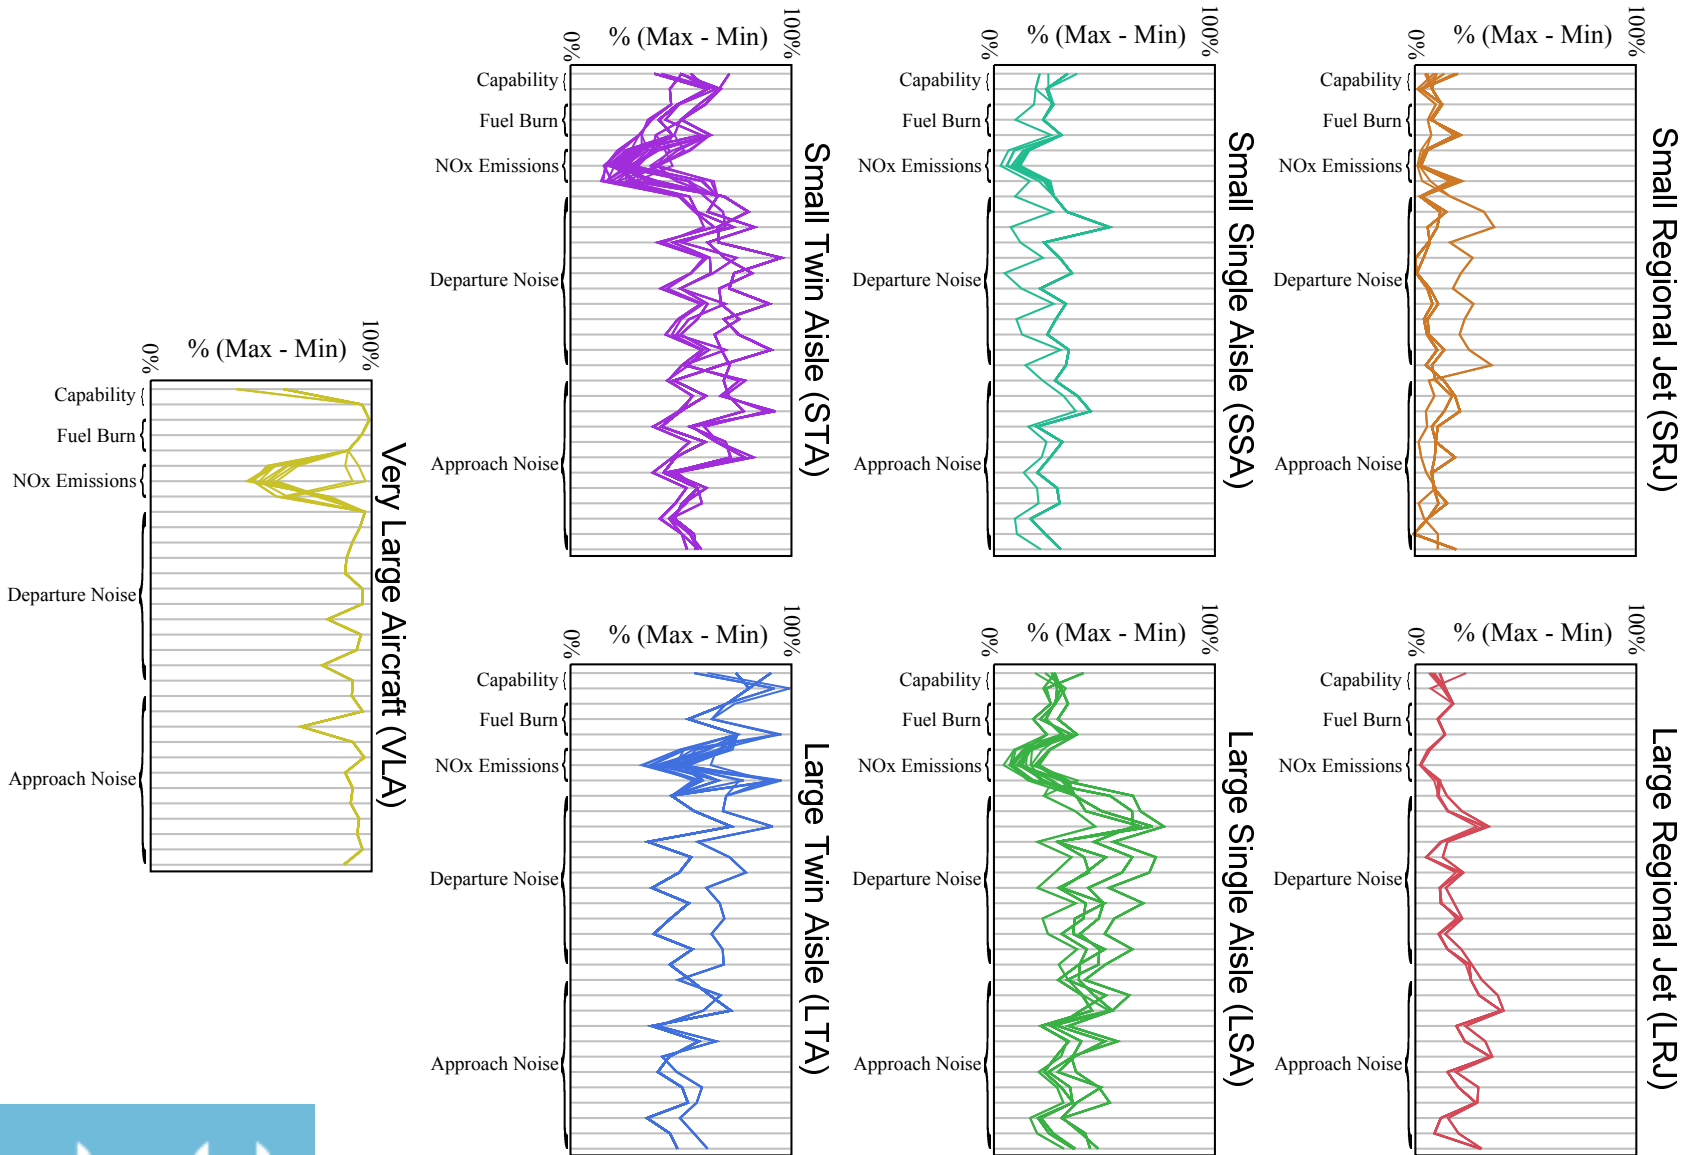 Small Regional Jet (SRJ)
100%
0%
% (Max - Min)
Capability
Fuel Burn
NOx Emissions
Departure Noise
Approach Noise
Large Regional Jet (LRJ)
100%
0%
% (Max - Min)
Capability
Fuel Burn
NOx Emissions
Departure Noise
Approach Noise
Small Single Aisle (SSA)
100%
0%
% (Max - Min)
Capability
Fuel Burn
NOx Emissions
Departure Noise
Approach Noise
Large Single Aisle (LSA)
100%
0%
% (Max - Min)
Capability
Fuel Burn
NOx Emissions
Departure Noise
Approach Noise
Small Twin Aisle (STA)
100%
0%
% (Max - Min)
Capability
Fuel Burn
NOx Emissions
Departure Noise
Approach Noise
Large Twin Aisle (LTA)
100%
0%
% (Max - Min)
Capability
Fuel Burn
NOx Emissions
Departure Noise
Approach Noise
Very Large Aircraft (VLA)
100%
0%
% (Max - Min)
Capability
Fuel Burn
NOx Emissions
Departure Noise
Approach Noise